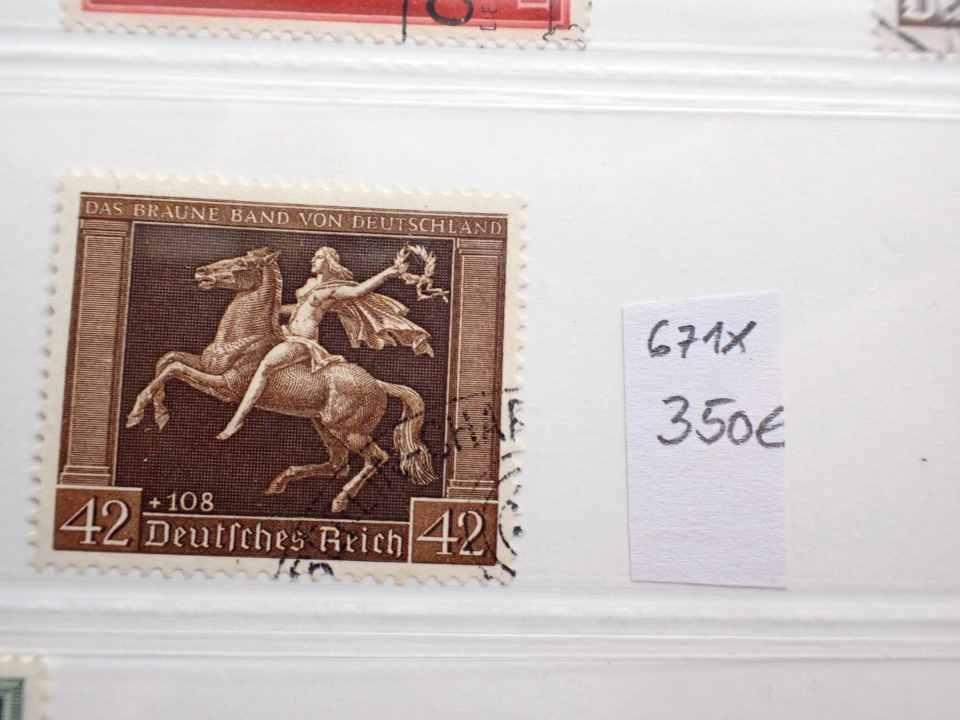 DAS BRAUNE BAND VON DEUTSCHLAND
+108
42 Deutsches Reich 42
671x
350€